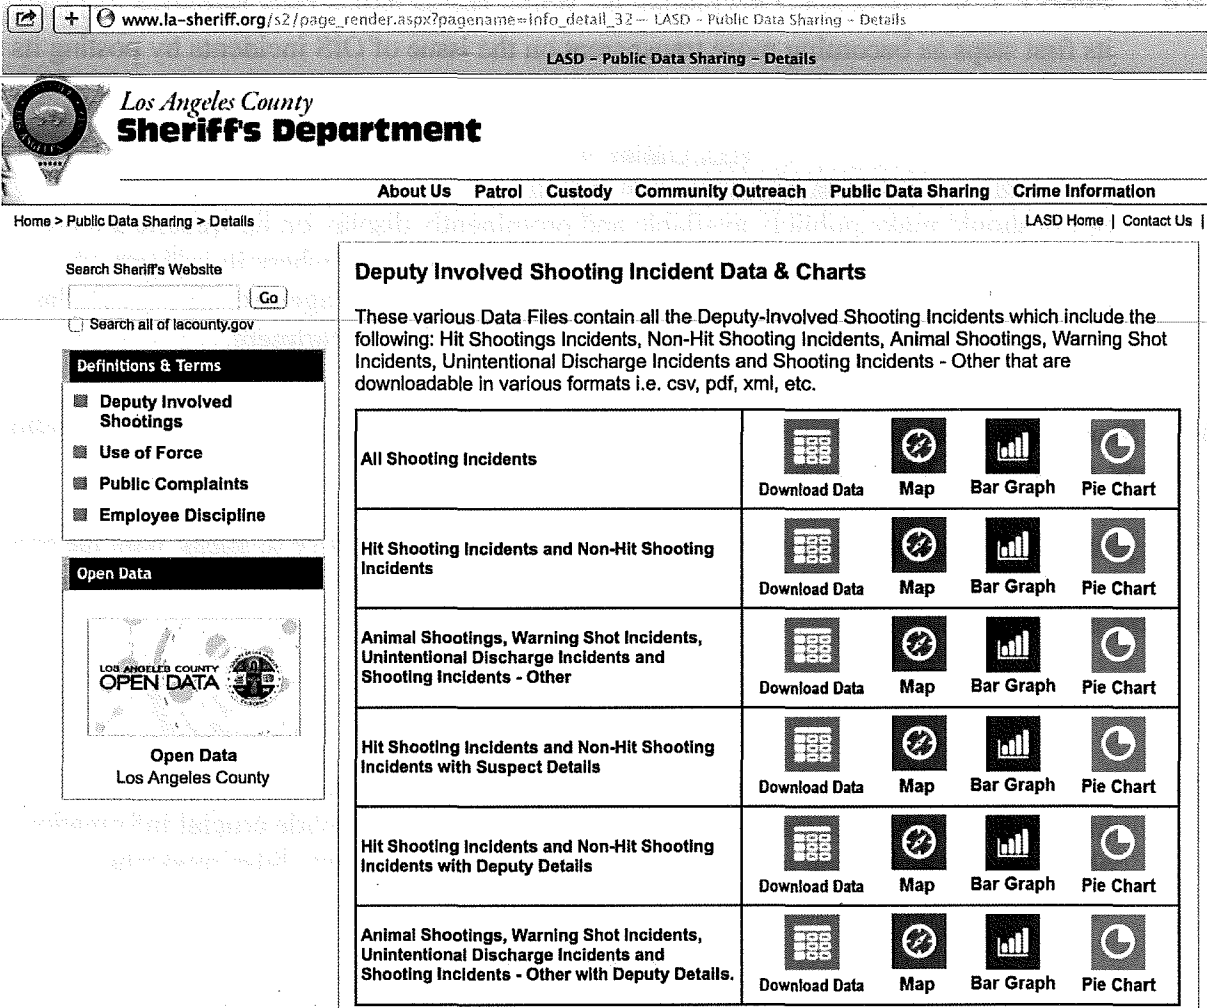 www.la-sheriff.org/s2/page_render.aspx?pagename=info_detail_32 — LASD - Public Data Sharing - Details
LASD - Public Data Sharing - Details
Los Angeles County
Sheriff's Department
About Us Patrol Custody Community Outreach Public Data Sharing Crime Information
Home > Public Data Sharing > Details
LASD Home | Contact Us |
Search Sheriff's Website
Go
Search all of lacounty.gov
Definitions & Terms
Deputy Involved
Shootings
Use of Force
Public Complaints
Employee Discipline
Open Data
LOS ANGELES COUNTY
OPEN DATA
Open Data
Los Angeles County
Deputy Involved Shooting Incident Data & Charts
These various Data Files contain all the Deputy-Involved Shooting Incidents which include the
following: Hit Shootings Incidents, Non-Hit Shooting Incidents, Animal Shootings, Warning Shot
Incidents, Unintentional Discharge Incidents and Shooting Incidents - Other that are
downloadable in various formats i.e. csv, pdf, xml, etc.
All Shooting Incidents
Download Data Map Bar Graph Pie Chart
Hit Shooting Incidents and Non-Hit Shooting
Incidents
Download Data Map Bar Graph Pie Chart
Animal Shootings, Warning Shot Incidents,
Unintentional Discharge Incidents and
Shooting Incidents - Other
Download Data Map Bar Graph Pie Chart
Hit Shooting Incidents and Non-Hit Shooting
Incidents with Suspect Details
Download Data Map Bar Graph Pie Chart
Hit Shooting Incidents and Non-Hit Shooting
Incidents with Deputy Details
Download Data Map Bar Graph Pie Chart
Animal Shootings, Warning Shot Incidents,
Unintentional Discharge Incidents and
Shooting Incidents - Other with Deputy Details.
Download Data Map Bar Graph Pie Chart